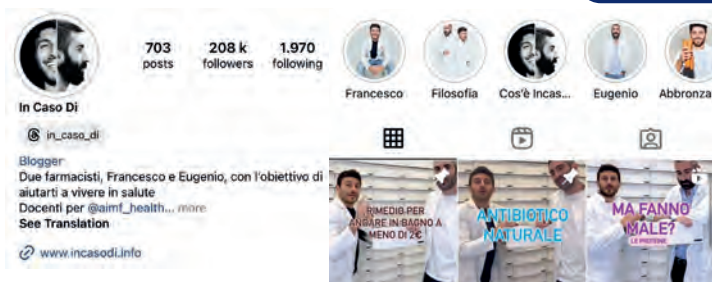 703 208 k 1.970
posts followers following
In Caso Di
in_caso_di
Blogger
Due farmacisti, Francesco e Eugenio, con l'obiettivo di
aiutarti a vivere in salute
Docenti per @aimf_health... more
See Translation
www.incasodi.info
Francesco Filosofia Cos'è Incas... Eugenio Abbronza
RIMEDIO PER
ANDARE IN BAGNO A
MENO DI 2€
ANTIBIOTICO
NATURALE
MA FANNO
MALE?
LE PROTEINE